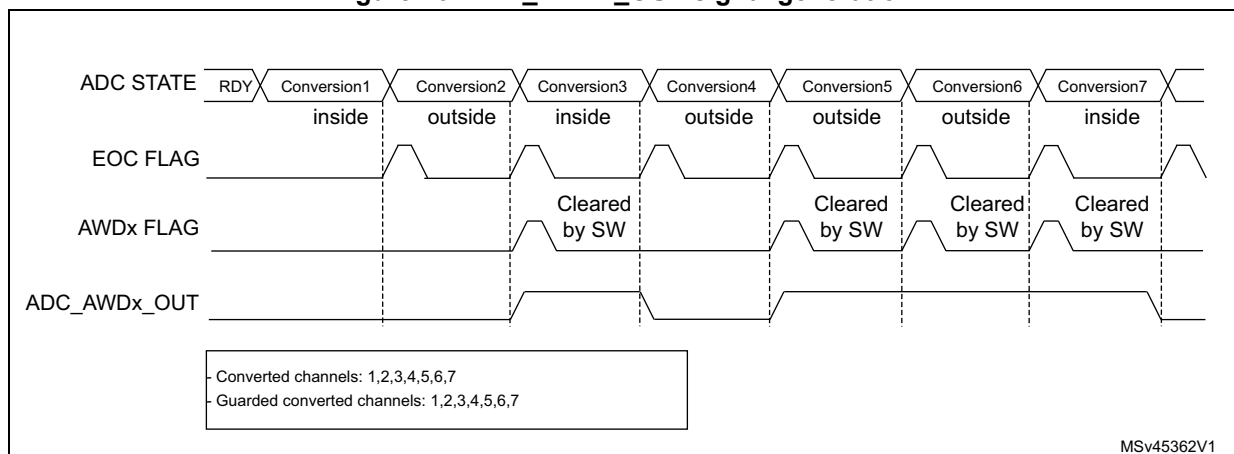 ADC STATE RDY Conversion1 Conversion2 Conversion3 Conversion4 Conversion5 Conversion6 Conversion7
inside outside inside outside outside outside inside
EOC FLAG
Cleared by SW Cleared by SW Cleared by SW Cleared by SW
AWDx FLAG
ADC_AWDx_OUT
- Converted channels: 1,2,3,4,5,6,7
- Guarded converted channels: 1,2,3,4,5,6,7
MSv45362V1